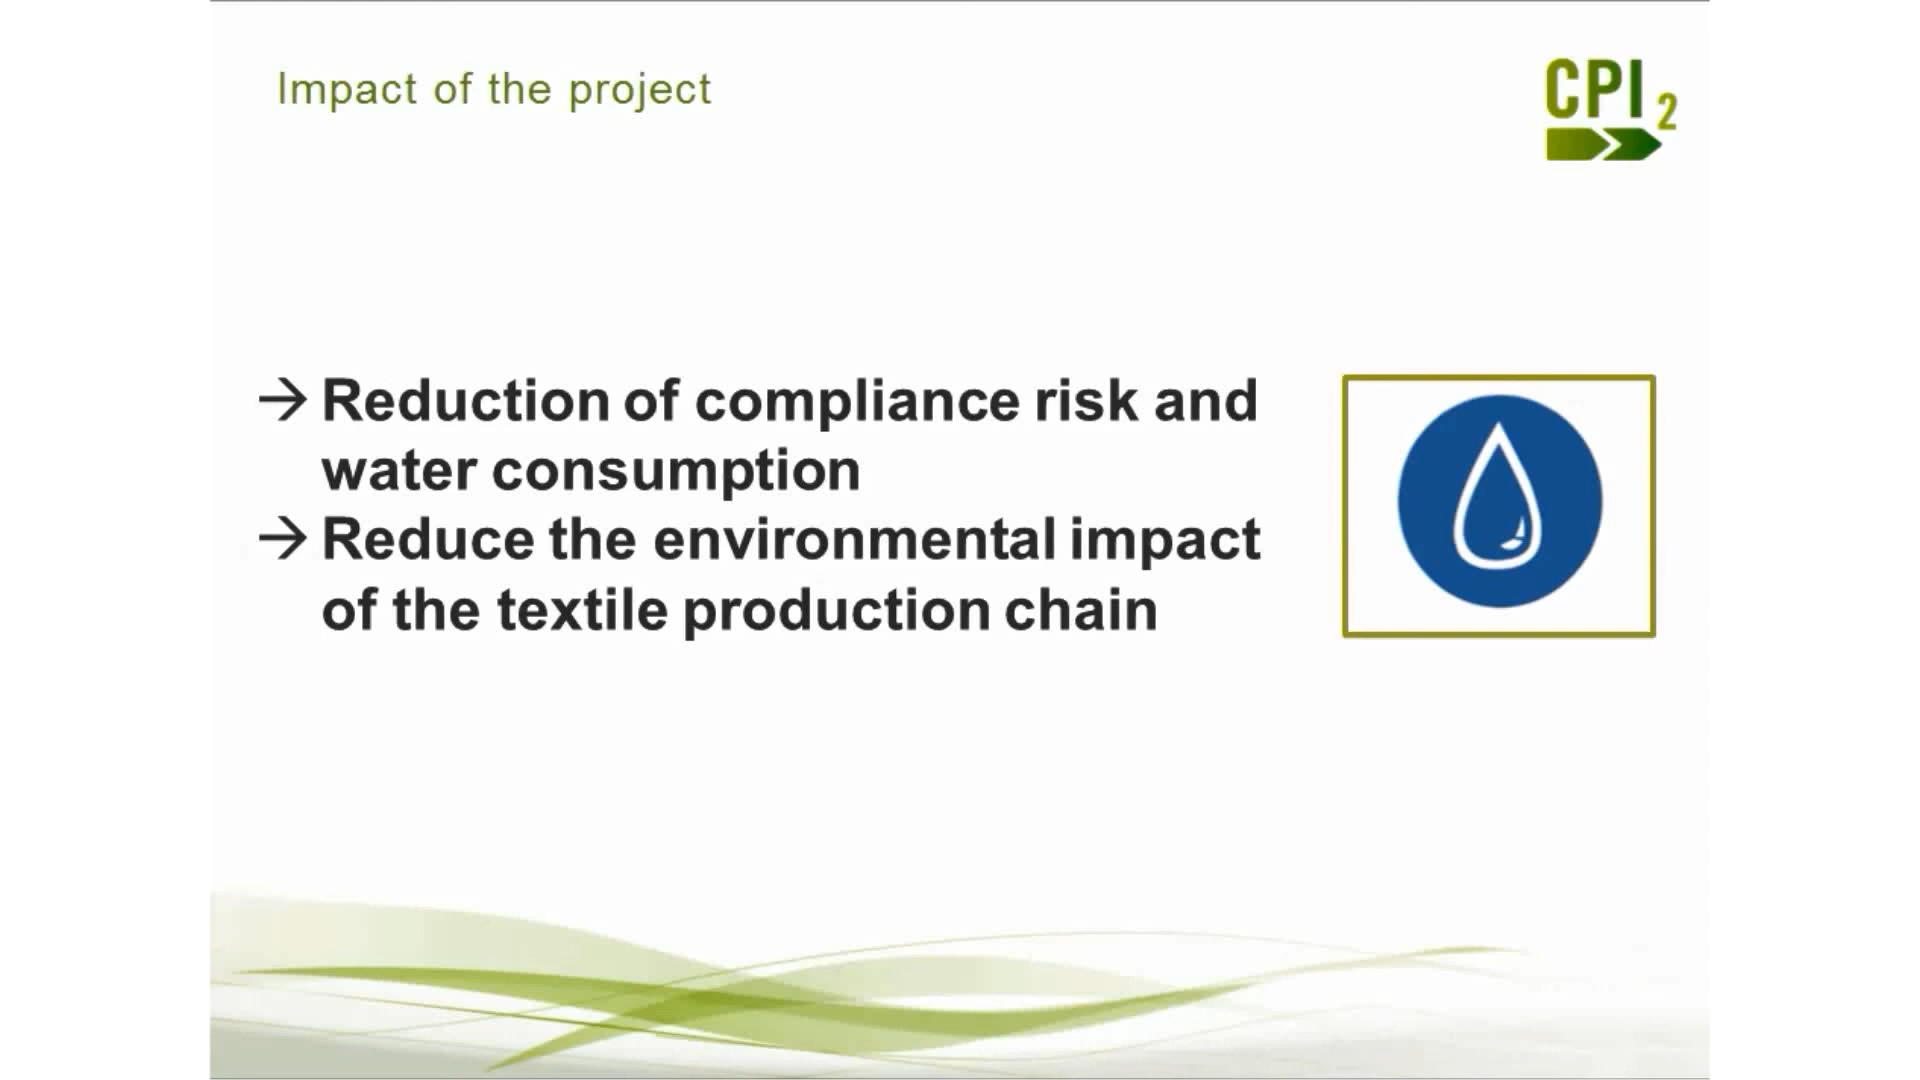 Impact of the project
CPI 2
→ Reduction of compliance risk and
water consumption
→ Reduce the environmental impact
of the textile production chain